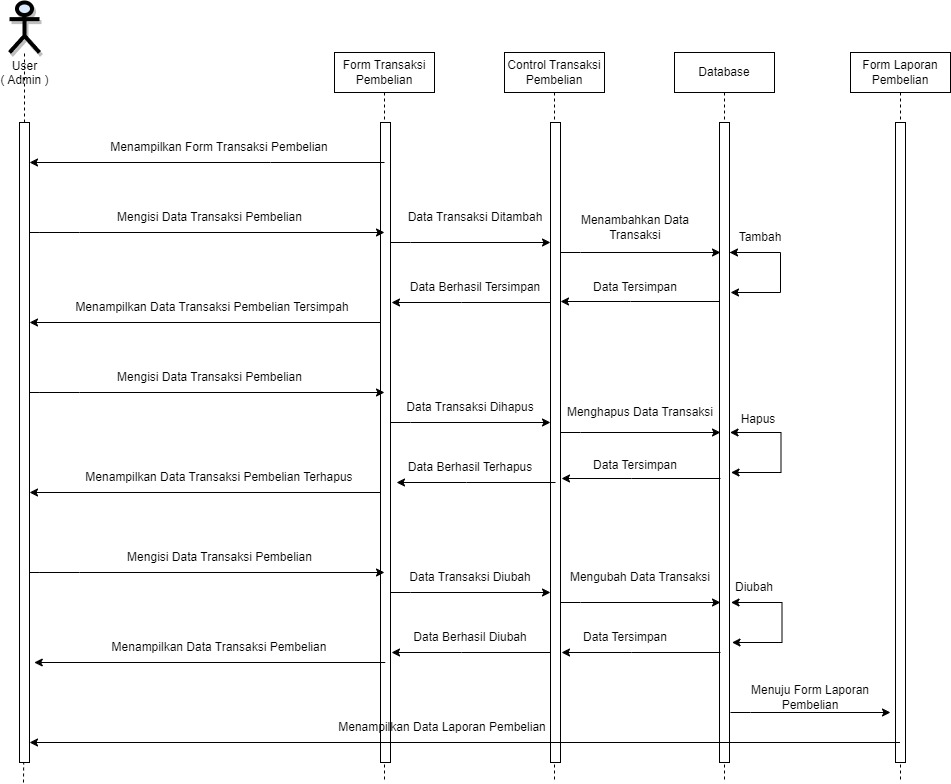 User
( Admin )
Form Transaksi
Pembelian
Control Transaksi
Pembelian
Database
Form Laporan
Pembelian
Menampilkan Form Transaksi Pembelian
Mengisi Data Transaksi Pembelian
Data Transaksi Ditambah
Menambahkan Data
Transaksi
Tambah
Data Berhasil Tersimpan
Data Tersimpan
Menampilkan Data Transaksi Pembelian Tersimpah
Mengisi Data Transaksi Pembelian
Data Transaksi Dihapus
Menghapus Data Transaksi
Hapus
Data Berhasil Terhapus
Data Tersimpan
Menampilkan Data Transaksi Pembelian Terhapus
Mengisi Data Transaksi Pembelian
Data Transaksi Diubah
Mengubah Data Transaksi
Diubah
Data Berhasil Diubah
Data Tersimpan
Menampilkan Data Transaksi Pembelian
Menuju Form Laporan
Pembelian
Menampilkan Data Laporan Pembelian